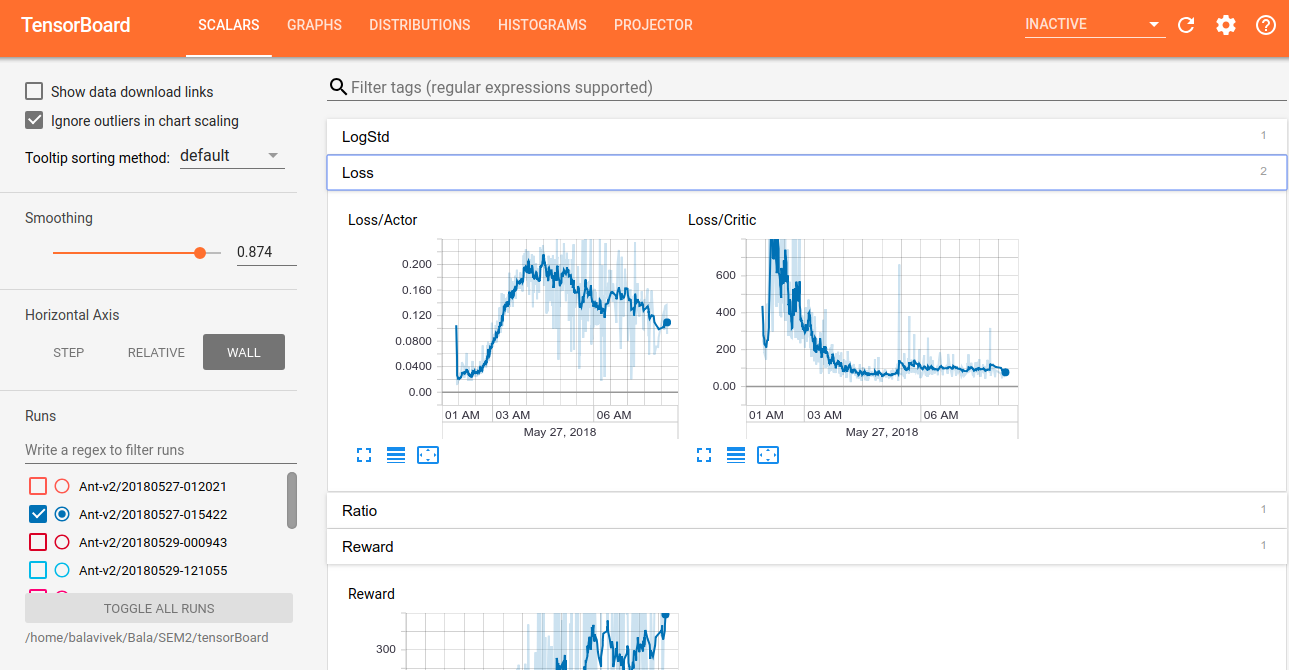 TensorBoard SCALARS GRAPHS DISTRIBUTIONS HISTOGRAMS PROJECTOR INACTIVE
Show data download links
Ignore outliers in chart scaling
Tooltip sorting method: default
Smoothing
0.874
Horizontal Axis
STEP RELATIVE WALL
Runs
Write a regex to filter runs
Ant-v2/20180527-012021
Ant-v2/20180527-015422
Ant-v2/20180529-000943
Ant-v2/20180529-121055
TOGGLE ALL RUNS
/home/balavivek/Bala/SEM2/tensorBoard
Filter tags (regular expressions supported)
LogStd 1
Loss 2
Loss/Actor
0.200
0.160
0.120
0.0800
0.0400
0.00
01 AM 03 AM 06 AM
May 27, 2018
Loss/Critic
600
400
200
0.00
01 AM 03 AM 06 AM
May 27, 2018
Ratio 1
Reward 1
Reward
300